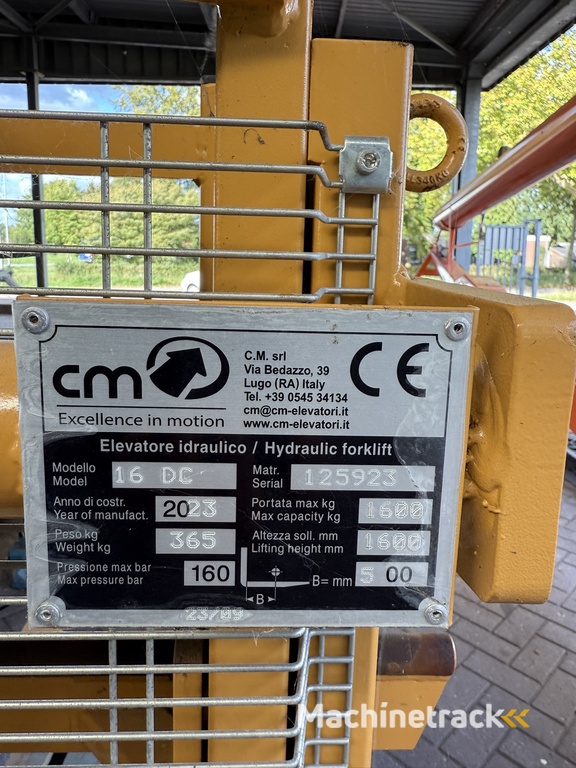 L.340KG
cm
Excellence in motion
C.M. srl
Via Bedazzo, 39
Lugo (RA) Italy
Tel. +39 0545 34134
cm@cm-elevatori.it
www.cm-elevatori.it
CE
Elevatore idraulico / Hydraulic forklift
Modello
Model
16 DC
Matr.
Serial
125923
Anno di costr.
Year of manufact.
2023
Portata max kg
Max capacity kg
1600
Peso kg
Weight kg
365
Altezza soll. mm
Lifting height mm
1600
Pressione max bar
Max pressure bar
160
B
B= mm
500
23/09
Machinetrack